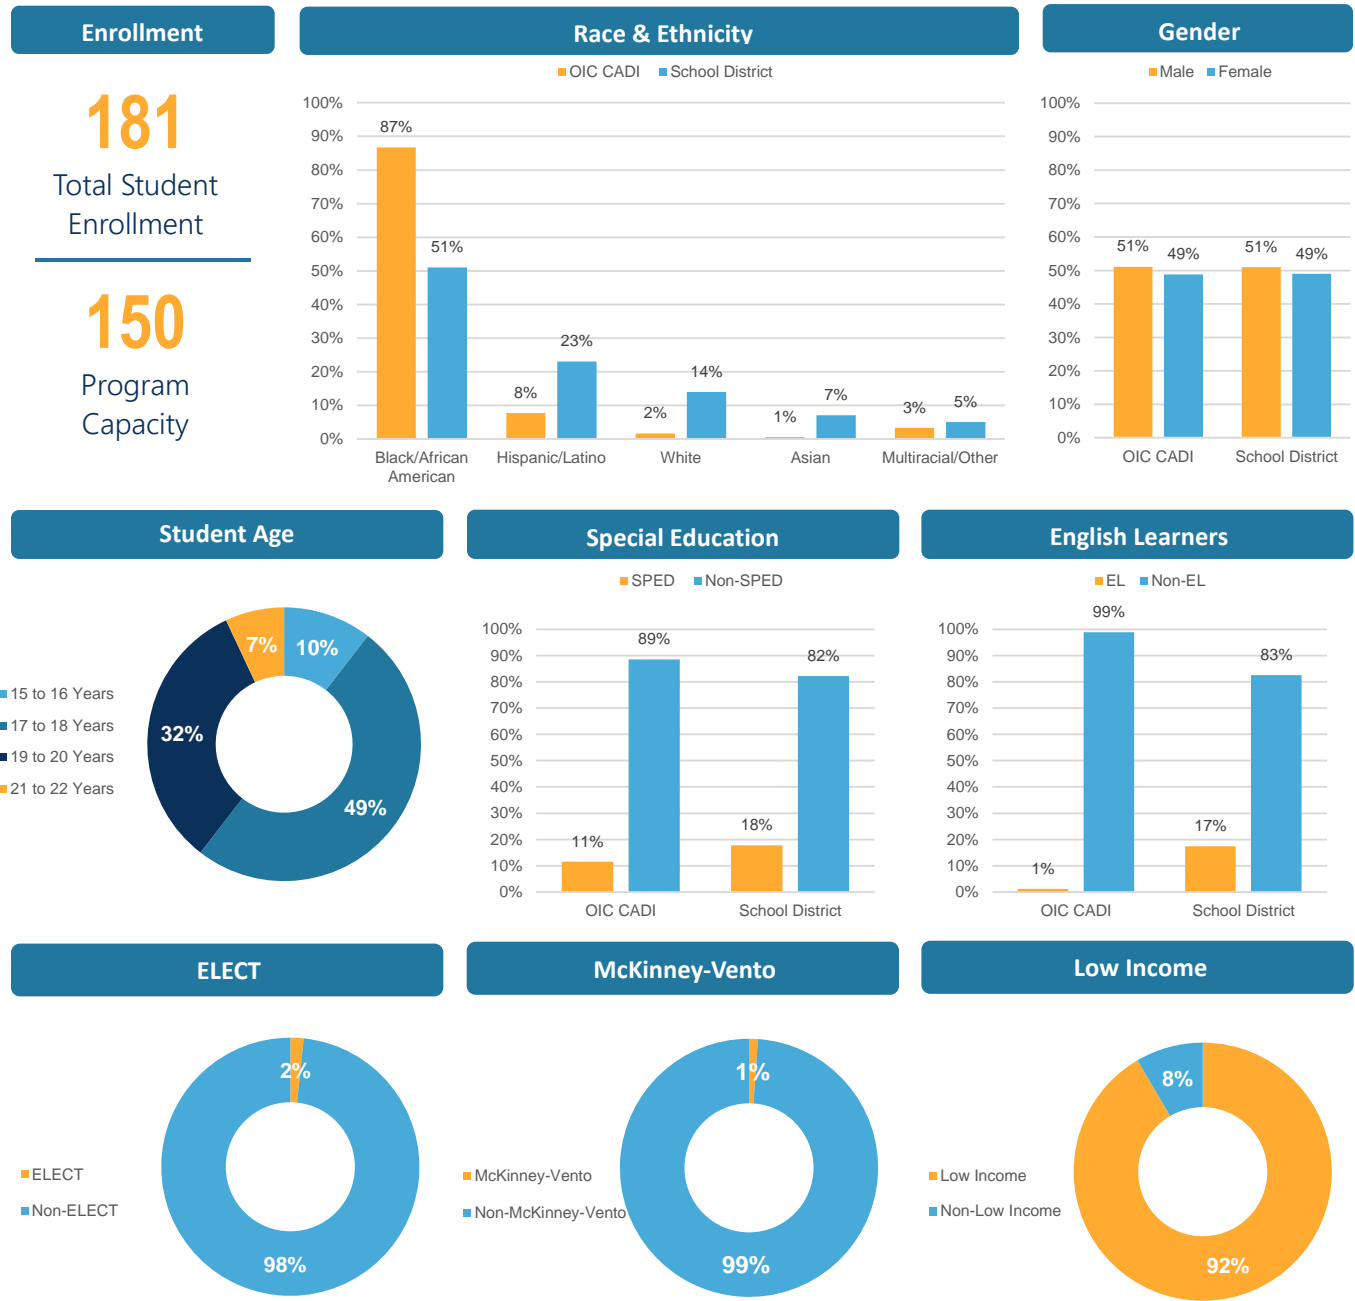 Enrollment
181
Total Student
Enrollment
150
Program
Capacity
Race & Ethnicity
OIC CADI School District
100%
90%
80%
70%
60%
50%
40%
30%
20%
10%
0%
87%
51%
8%
23%
2%
14%
1%
7%
3%
5%
Black/African
American
Hispanic/Latino
White
Asian
Multiracial/Other
Gender
Male Female
100%
90%
80%
70%
60%
50%
40%
30%
20%
10%
0%
51%
49%
51%
49%
OIC CADI
School District
Student Age
15 to 16 Years
17 to 18 Years
19 to 20 Years
21 to 22 Years
7%
10%
32%
49%
Special Education
SPED Non-SPED
100%
90%
80%
70%
60%
50%
40%
30%
20%
10%
0%
11%
89%
18%
82%
OIC CADI
School District
English Learners
EL Non-EL
100%
90%
80%
70%
60%
50%
40%
30%
20%
10%
0%
1%
99%
17%
83%
OIC CADI
School District
ELECT
ELECT
Non-ELECT
2%
98%
McKinney-Vento
McKinney-Vento
Non-McKinney-Vento
1%
99%
Low Income
Low Income
Non-Low Income
8%
92%